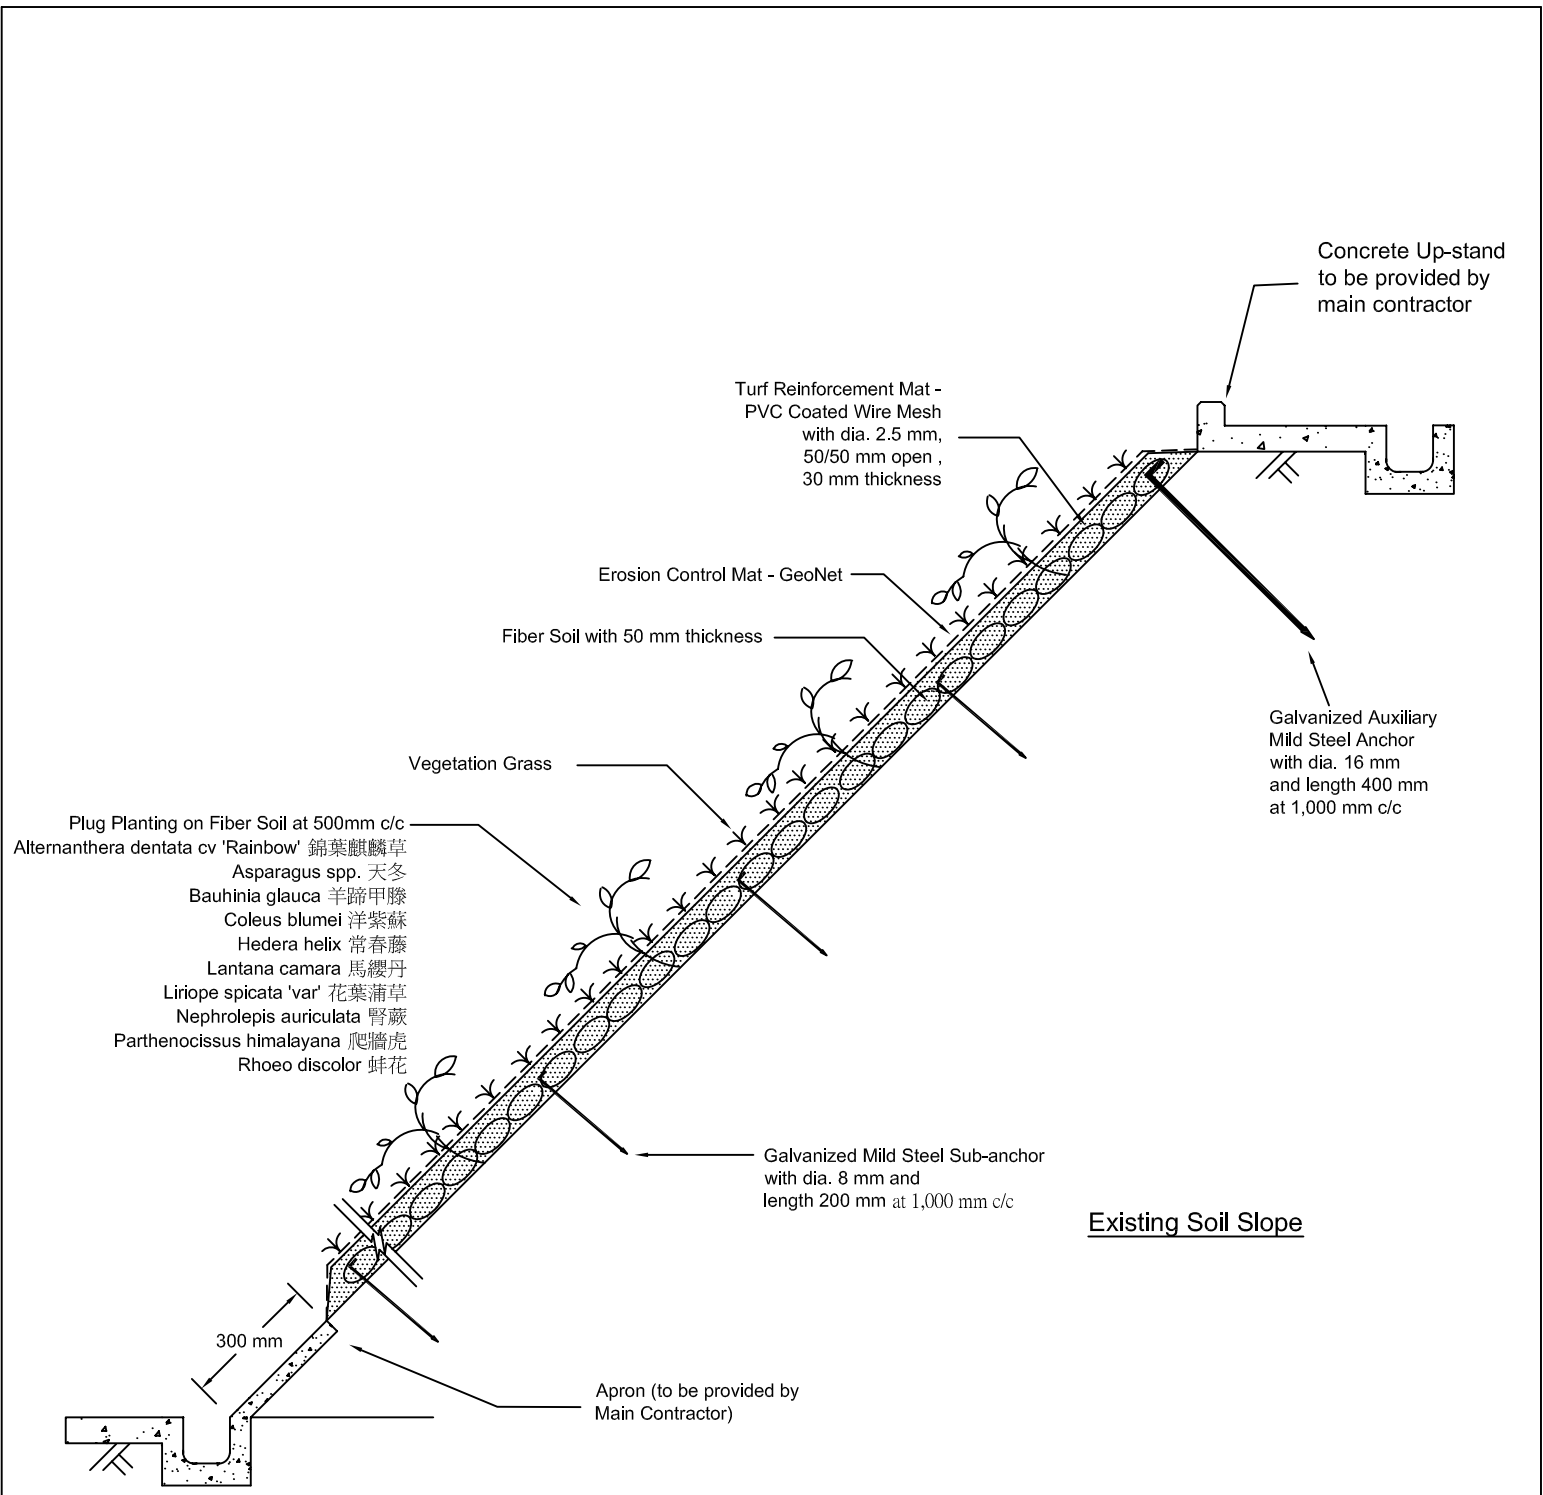 Concrete Up-stand
to be provided by
main contractor
Turf Reinforcement Mat -
PVC Coated Wire Mesh
with dia. 2.5 mm,
50/50 mm open ,
30 mm thickness
Erosion Control Mat - GeoNet
Fiber Soil with 50 mm thickness
Galvanized Auxiliary
Mild Steel Anchor
with dia. 16 mm
and length 400 mm
at 1,000 mm c/c
Vegetation Grass
Plug Planting on Fiber Soil at 500mm c/c
Alternanthera dentata cv 'Rainbow' 錦葉麒麟草
Asparagus spp. 天冬
Bauhinia glauca 羊蹄甲滕
Coleus blumei 洋紫蘇
Hedera helix 常春藤
Lantana camara 馬纓丹
Liriope spicata 'var' 花葉蒲草
Nephrolepis auriculata 腎蕨
Parthenocissus himalayana 爬牆虎
Rhoeo discolor 蚌花
Galvanized Mild Steel Sub-anchor
with dia. 8 mm and
length 200 mm at 1,000 mm c/c
Existing Soil Slope
300 mm
Apron (to be provided by
Main Contractor)